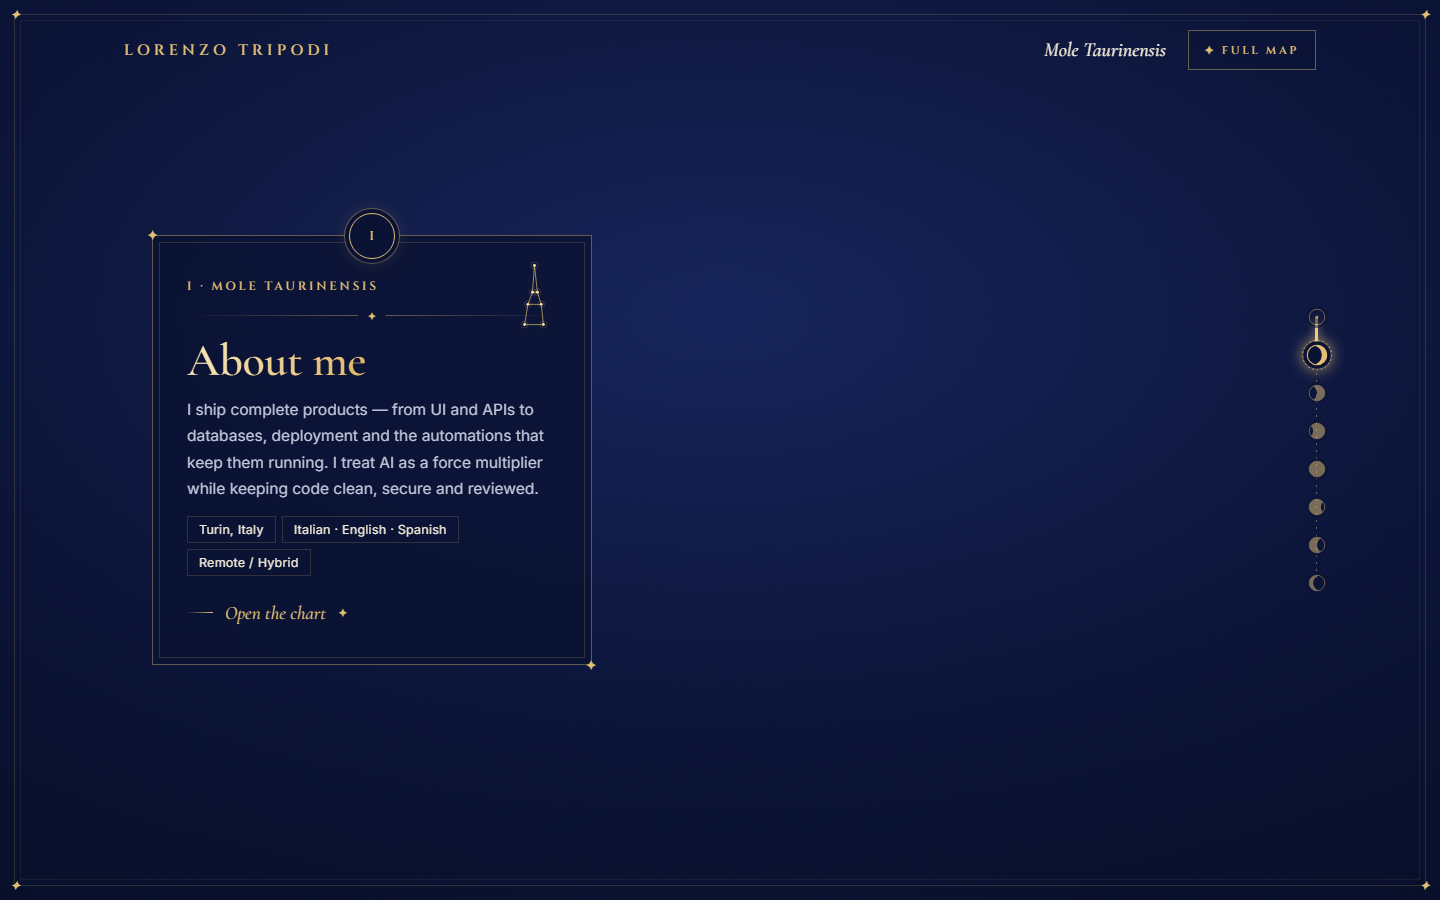 LORENZO TRIPODI
Mole Taurinensis
✦ FULL MAP
I
I · MOLE TAURINENSIS
About me
I ship complete products — from UI and APIs to
databases, deployment and the automations that
keep them running. I treat AI as a force multiplier
while keeping code clean, secure and reviewed.
Turin, Italy
Italian · English · Spanish
Remote / Hybrid
Open the chart ✦